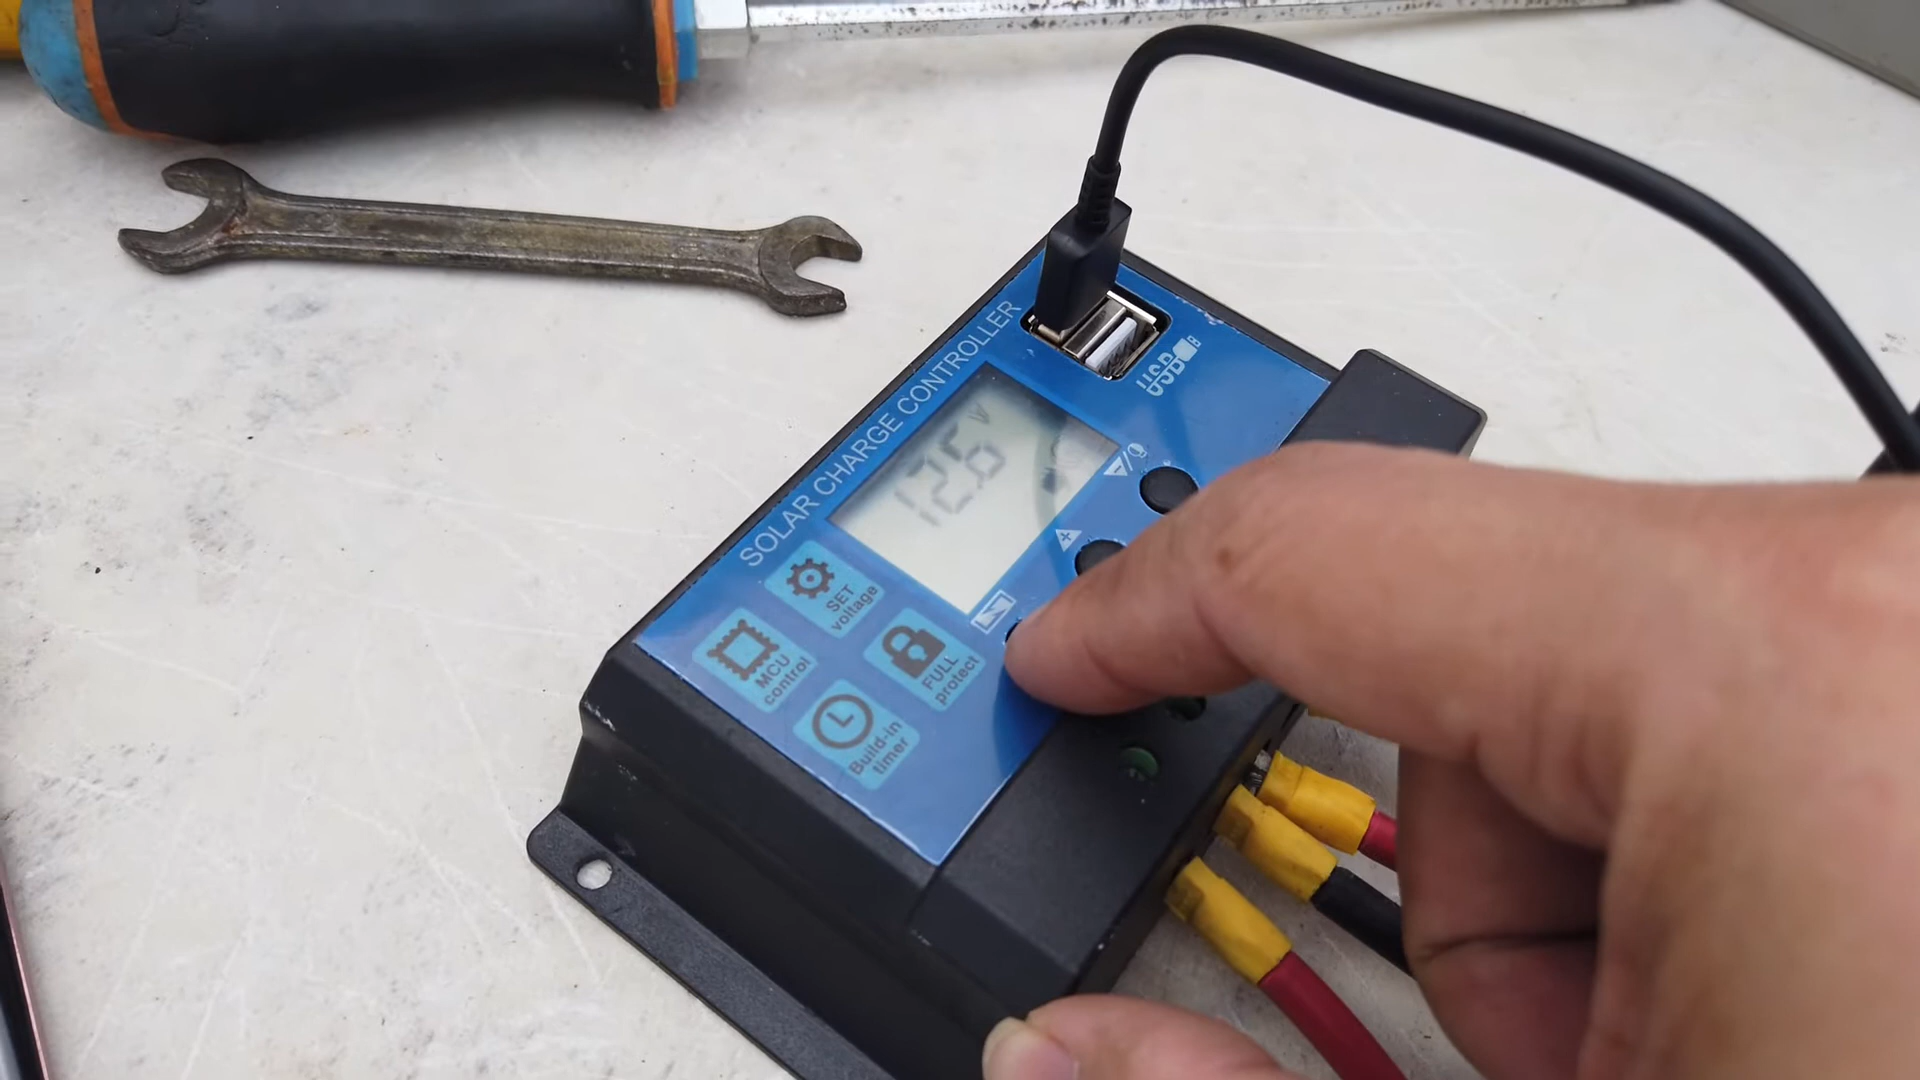 SOLAR CHARGE CONTROLLER
USB
12.6 V
SET
voltage
MCU
control
FULL
protect
Build-in
timer